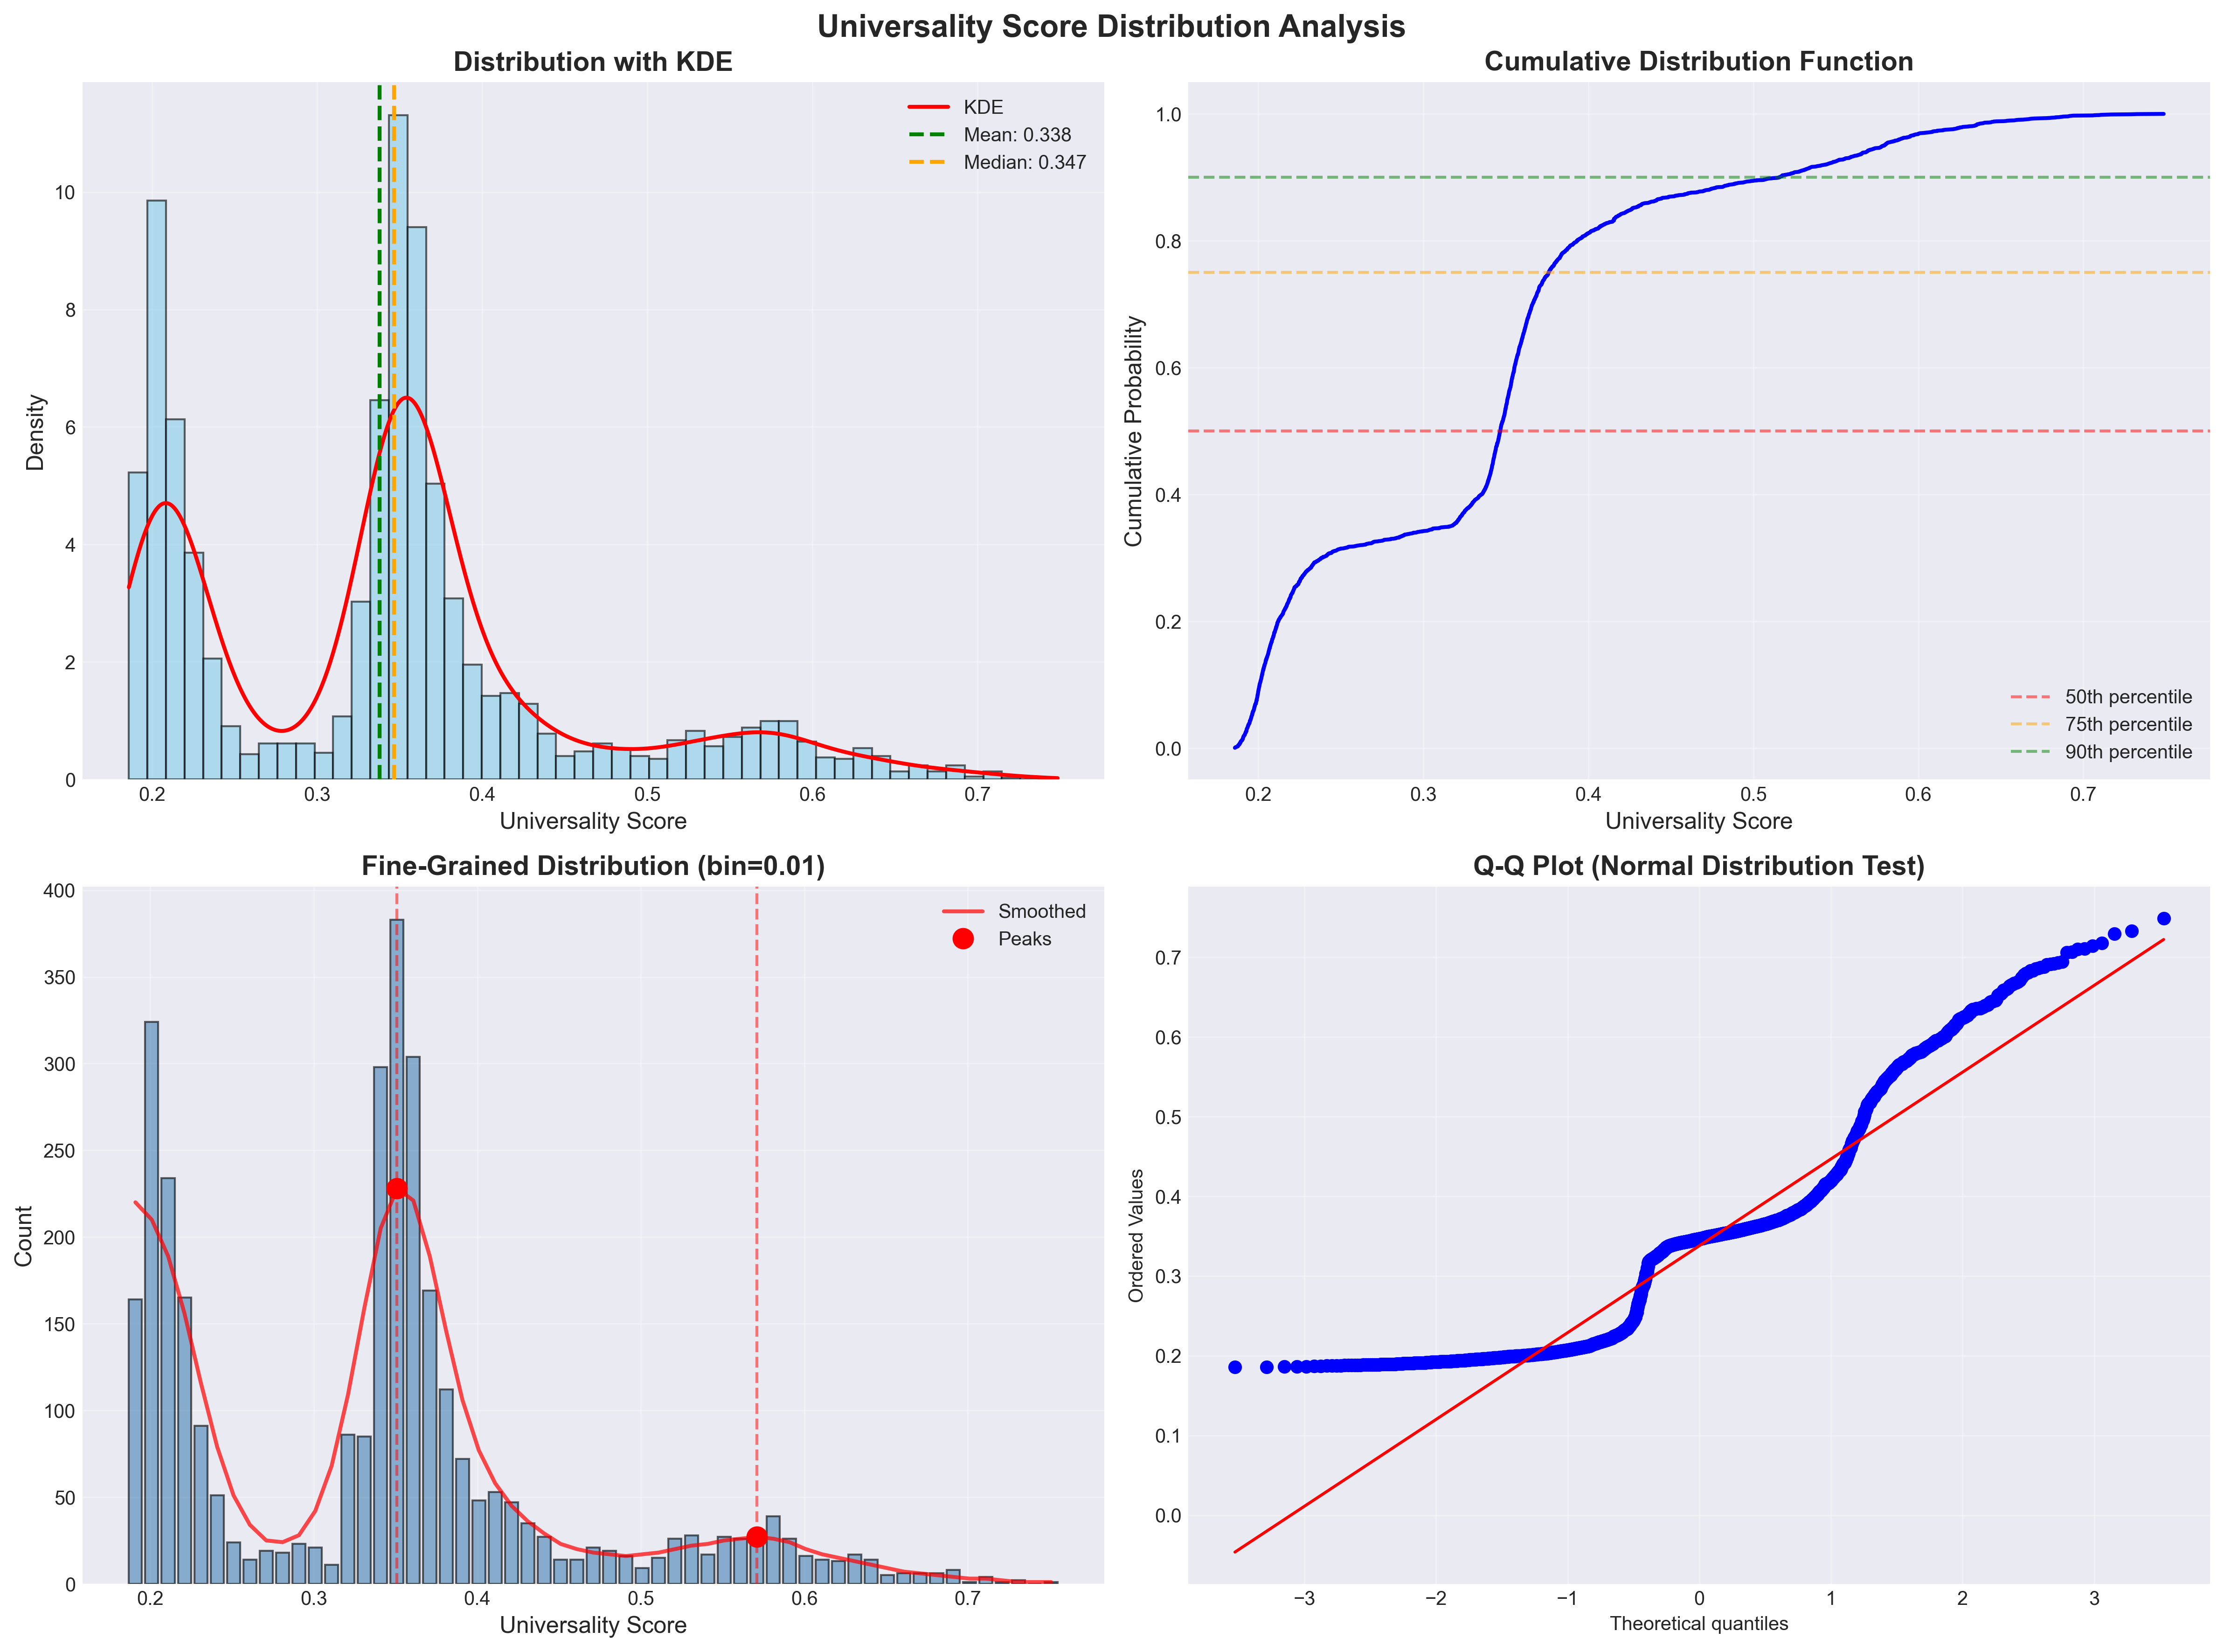 Universality Score Distribution Analysis
Distribution with KDE
KDE
Mean: 0.338
Median: 0.347
10
8
6
4
2
0
Density
0.2 0.3 0.4 0.5 0.6 0.7
Universality Score
Cumulative Distribution Function
1.0
0.8
0.6
0.4
0.2
0.0
Cumulative Probability
50th percentile
75th percentile
90th percentile
0.2 0.3 0.4 0.5 0.6 0.7
Universality Score
Fine-Grained Distribution (bin=0.01)
Smoothed
Peaks
400
350
300
250
200
150
100
50
0
Count
0.2 0.3 0.4 0.5 0.6 0.7
Universality Score
Q-Q Plot (Normal Distribution Test)
0.7
0.6
0.5
0.4
0.3
0.2
0.1
0.0
Ordered Values
−3 −2 −1 0 1 2 3
Theoretical quantiles